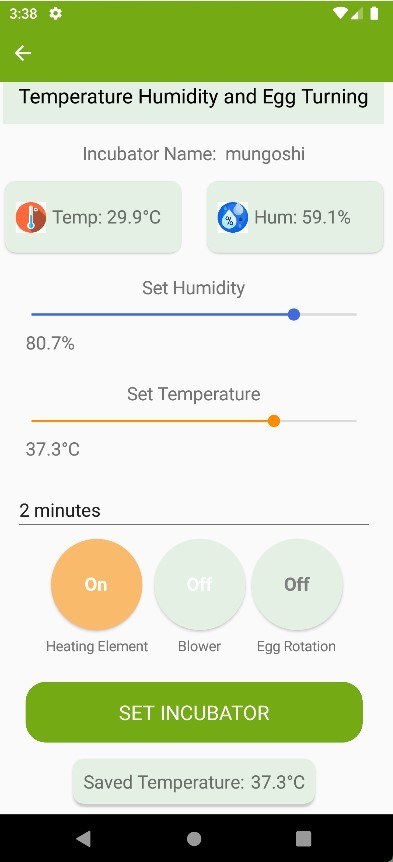 3:38
Temperature Humidity and Egg Turning
Incubator Name: mungoshi
Temp: 29.9°C Hum: 59.1%
Set Humidity
80.7%
Set Temperature
37.3°C
2 minutes
On Off Off
Heating Element Blower Egg Rotation
SET INCUBATOR
Saved Temperature: 37.3°C